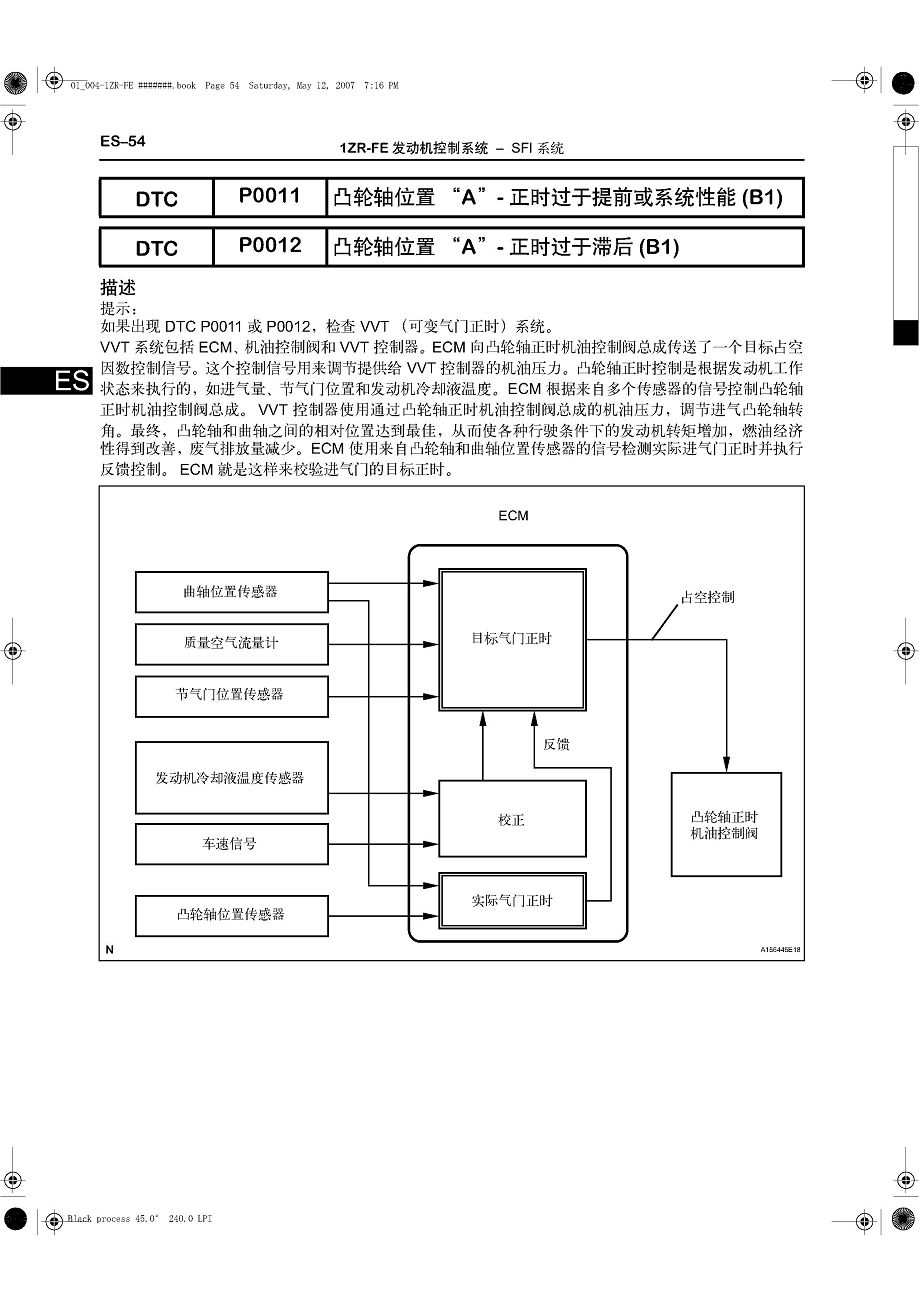 01_004-1ZR-FE #######.book Page 54 Saturday, May 12, 2007 7:16 PM
ES–54
1ZR-FE 发动机控制系统 – SFI 系统
DTC P0011 凸轮轴位置 “A” - 正时过于提前或系统性能 (B1)
DTC P0012 凸轮轴位置 “A” - 正时过于滞后 (B1)
描述
提示：
如果出现 DTC P0011 或 P0012，检查 VVT （可变气门正时）系统。
VVT 系统包括 ECM、机油控制阀和 VVT 控制器。ECM 向凸轮轴正时机油控制阀总成传送了一个目标占空
因数控制信号。这个控制信号用来调节提供给 VVT 控制器的机油压力。凸轮轴正时控制是根据发动机工作
ES
状态来执行的，如进气量、节气门位置和发动机冷却液温度。ECM 根据来自多个传感器的信号控制凸轮轴
正时机油控制阀总成。 VVT 控制器使用通过凸轮轴正时机油控制阀总成的机油压力，调节进气凸轮轴转
角。最终，凸轮轴和曲轴之间的相对位置达到最佳，从而使各种行驶条件下的发动机转矩增加，燃油经济
性得到改善，废气排放量减少。ECM 使用来自凸轮轴和曲轴位置传感器的信号检测实际进气门正时并执行
反馈控制。 ECM 就是这样来校验进气门的目标正时。
ECM
曲轴位置传感器
质量空气流量计
节气门位置传感器
发动机冷却液温度传感器
车速信号
凸轮轴位置传感器
目标气门正时
反馈
校正
实际气门正时
占空控制
凸轮轴正时
机油控制阀
N
A156445E18
Black process 45.0° 240.0 LPI